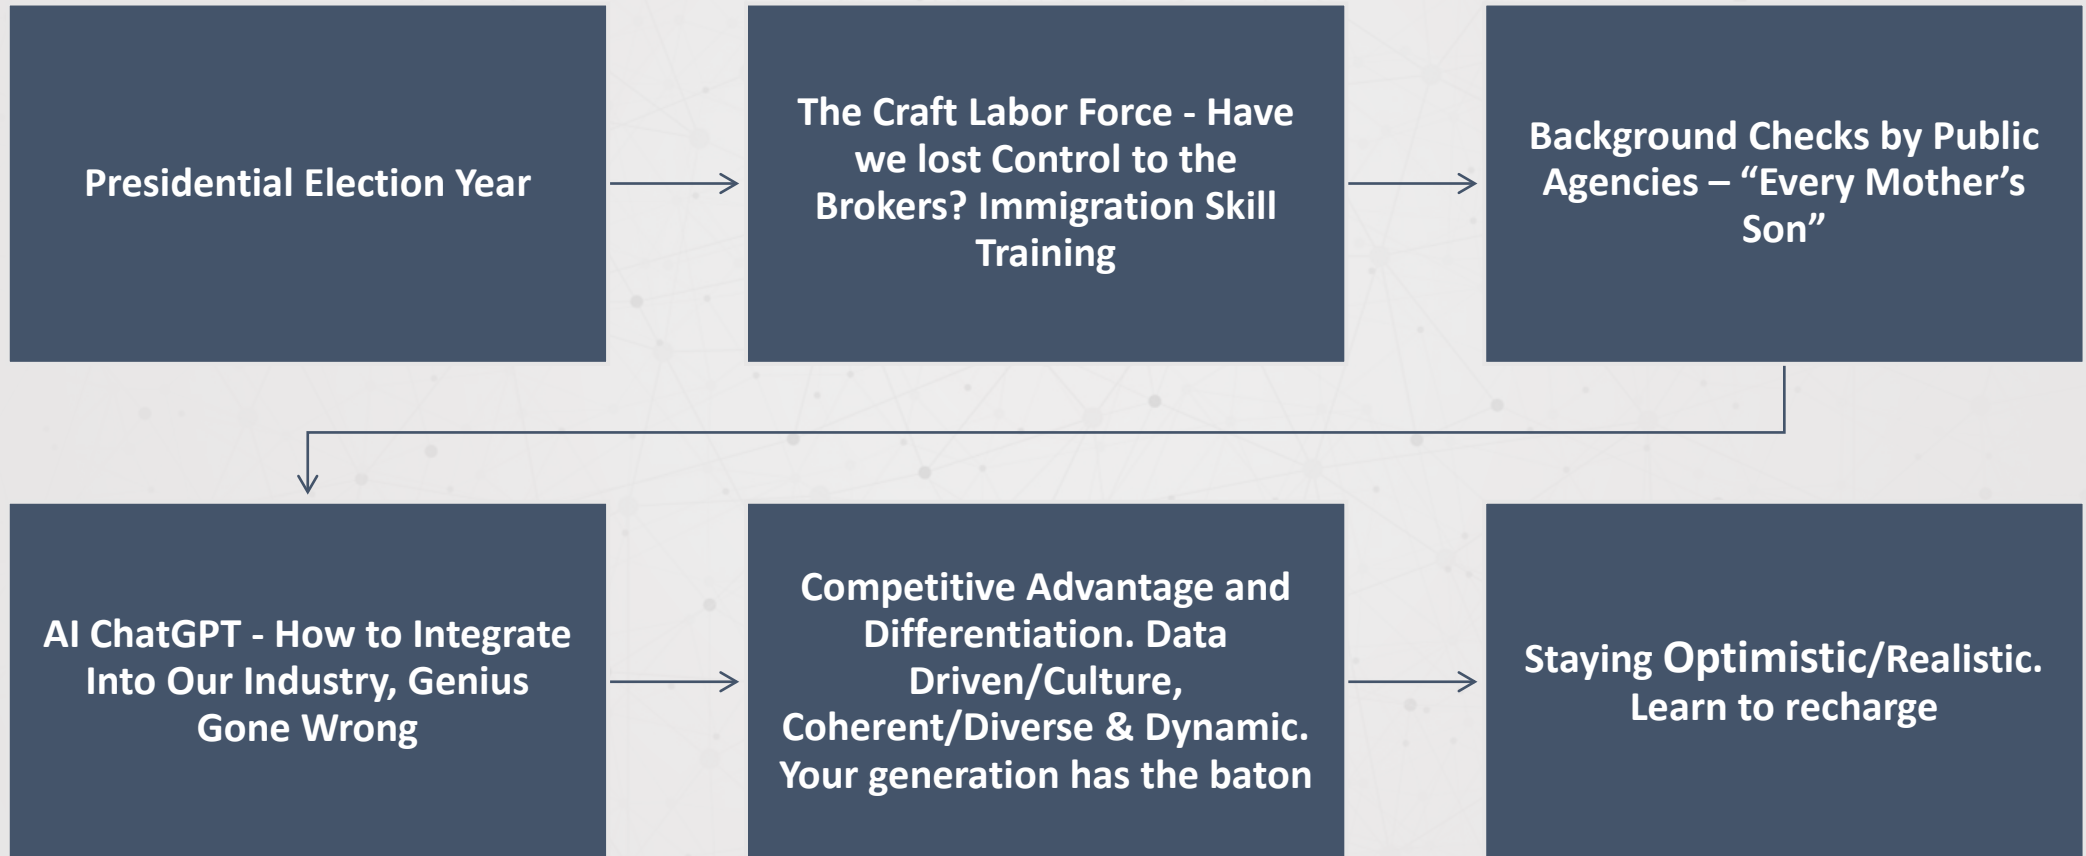 Presidential Election Year
The Craft Labor Force - Have
we lost Control to the
Brokers? Immigration Skill
Training
Background Checks by Public
Agencies – “Every Mother’s
Son”
AI ChatGPT - How to Integrate
Into Our Industry, Genius
Gone Wrong
Competitive Advantage and
Differentiation. Data
Driven/Culture,
Coherent/Diverse & Dynamic.
Your generation has the baton
Staying Optimistic/Realistic.
Learn to recharge